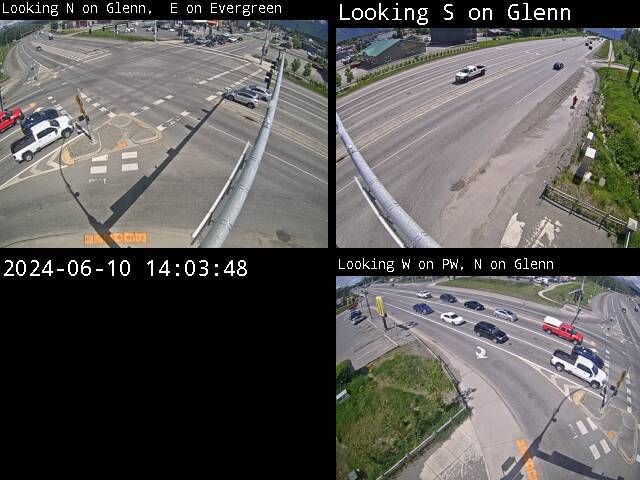 Looking N on Glenn, E on Evergreen
Looking S on Glenn
2024-06-10 14:03:48
Looking W on PW, N on Glenn